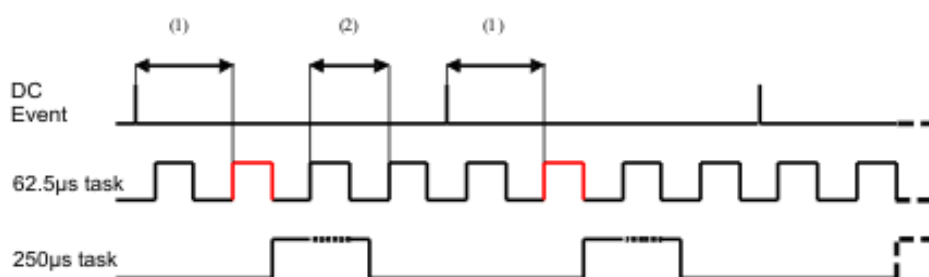 (1) (2) (1)
DC
Event
62.5µs task
250µs task